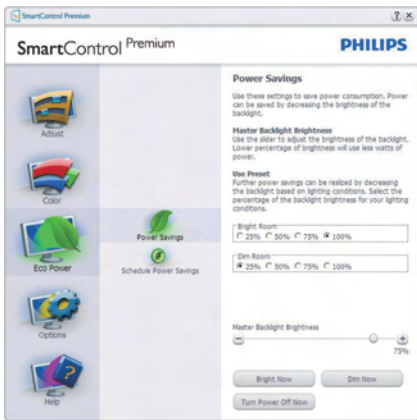 SmartControl Premium
SmartControl Premium
PHILIPS
Adjust
Color
Eco Power
Options
Help
Power Savings
Schedule Power Savings
Power Savings
Use these settings to save power consumption. Power
can be saved by decreasing the brightness of the
backlight.
Master Backlight Brightness
Use the slider to adjust the brightness of the backlight.
Lower percentage of brightness will use less watts of
power.
Use Preset
Further power savings can be realized by decreasing
the backlight based on lighting conditions. Select the
percentage of the backlight brightness for your lighting
conditions.
Bright Room
25% 50% 75% 100%
Dim Room
25% 50% 75% 100%
Master Backlight Brightness
75%
Bright Now Dim Now
Turn Power Off Now